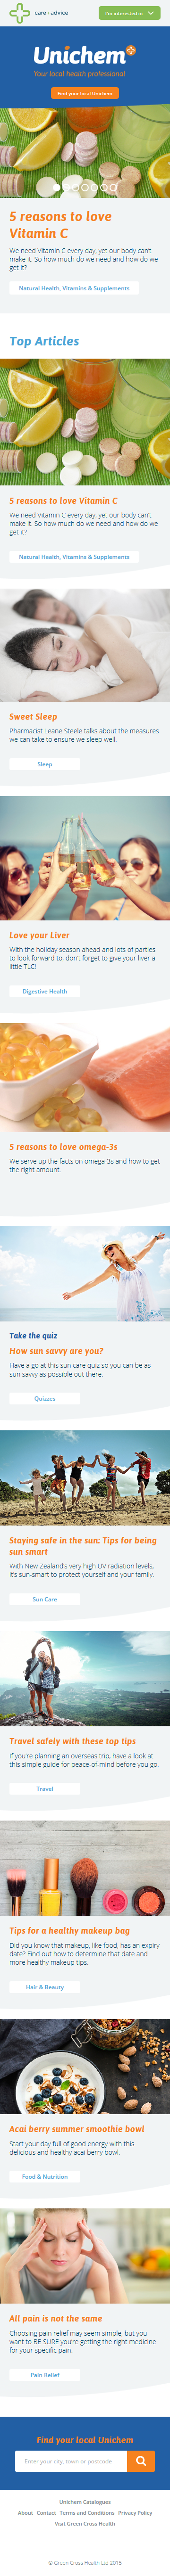 care + advice
I'm interested in
Unichem
Your local health professional
Find your local Unichem
5 reasons to love
Vitamin C
We need Vitamin C every day, yet our body can't
make it. So how much do we need and how do we
get it?
Natural Health, Vitamins & Supplements
Top Articles
5 reasons to love Vitamin C
We need Vitamin C every day, yet our body can't
make it. So how much do we need and how do we
get it?
Natural Health, Vitamins & Supplements
Sweet Sleep
Pharmacist Leane Steele talks about the measures
we can take to ensure we sleep well.
Sleep
Love your Liver
With the holiday season ahead and lots of parties
to look forward to, don't forget to give your liver a
little TLC!
Digestive Health
5 reasons to love omega-3s
We serve up the facts on omega-3s and how to get
the right amount.
Take the quiz
How sun savvy are you?
Have a go at this sun care quiz so you can be as
sun savvy as possible out there.
Quizzes
Staying safe in the sun: Tips for being
sun smart
With New Zealand's very high UV radiation levels,
it's sun-smart to protect yourself and your family.
Sun Care
Travel safely with these top tips
If you're planning an overseas trip, have a look at
this simple guide for peace-of-mind before you go.
Travel
Tips for a healthy makeup bag
Did you know that makeup, like food, has an expiry
date? Find out how to determine that date and
more healthy makeup tips.
Hair & Beauty
Acai berry summer smoothie bowl
Start your day full of good energy with this
delicious and healthy acai berry bowl.
Food & Nutrition
All pain is not the same
Choosing pain relief may seem simple, but you
want to BE SURE you're getting the right medicine
for your specific pain.
Pain Relief
Find your local Unichem
Enter your city, town or postcode
Unichem Catalogues
About Contact Terms and Conditions Privacy Policy
Visit Green Cross Health
© Green Cross Health Ltd 2015